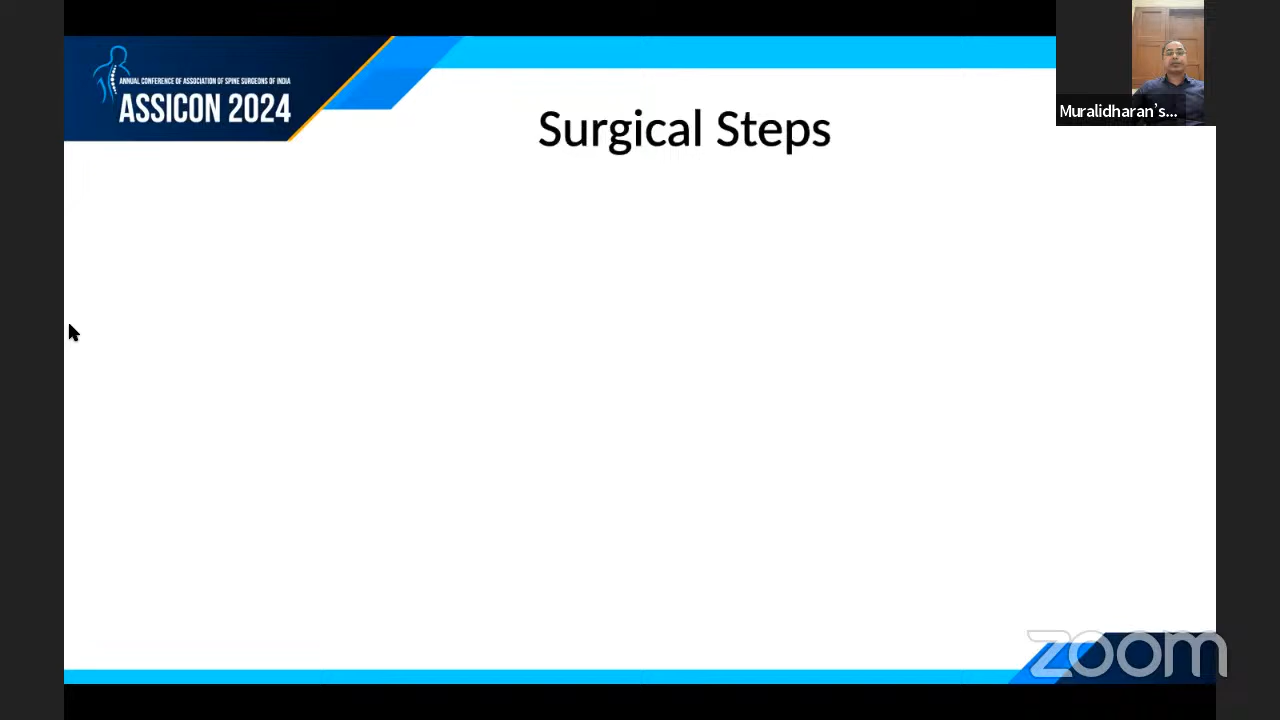 ANNUAL CONFERENCE OF ASSOCIATION OF SPINE SURGEONS OF INDIA
ASSICON 2024
Surgical Steps
Muralidharan’s...
zoom